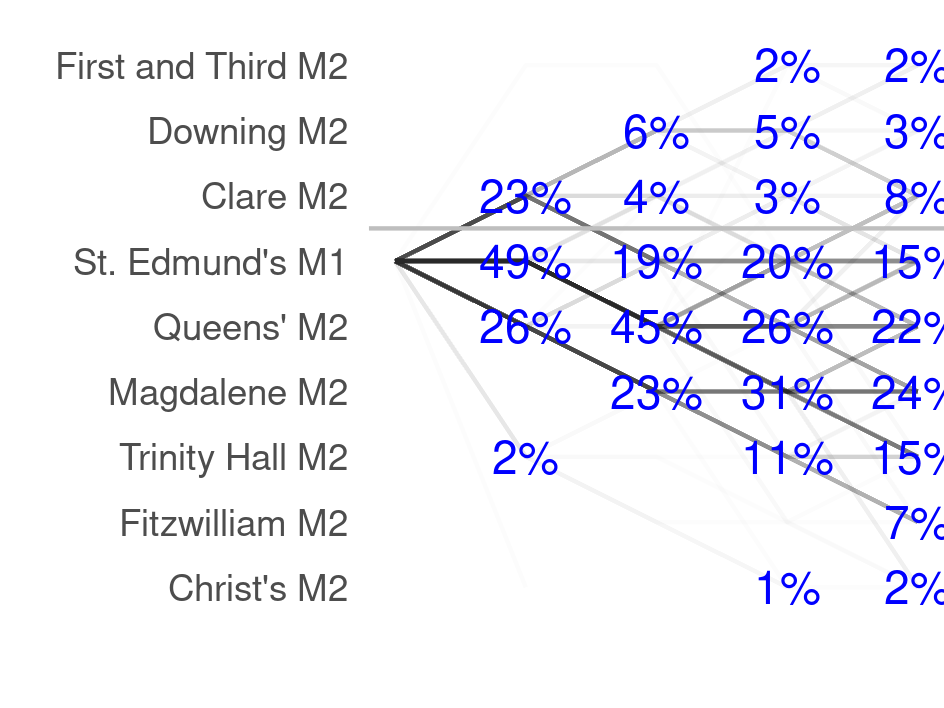 First and Third M2 2% 2%
Downing M2 6% 5% 3%
Clare M2 23% 4% 3% 8%
St. Edmund's M1 49% 19% 20% 15%
Queens' M2 26% 45% 26% 22%
Magdalene M2 23% 31% 24%
Trinity Hall M2 2% 11% 15%
Fitzwilliam M2 7%
Christ's M2 1% 2%